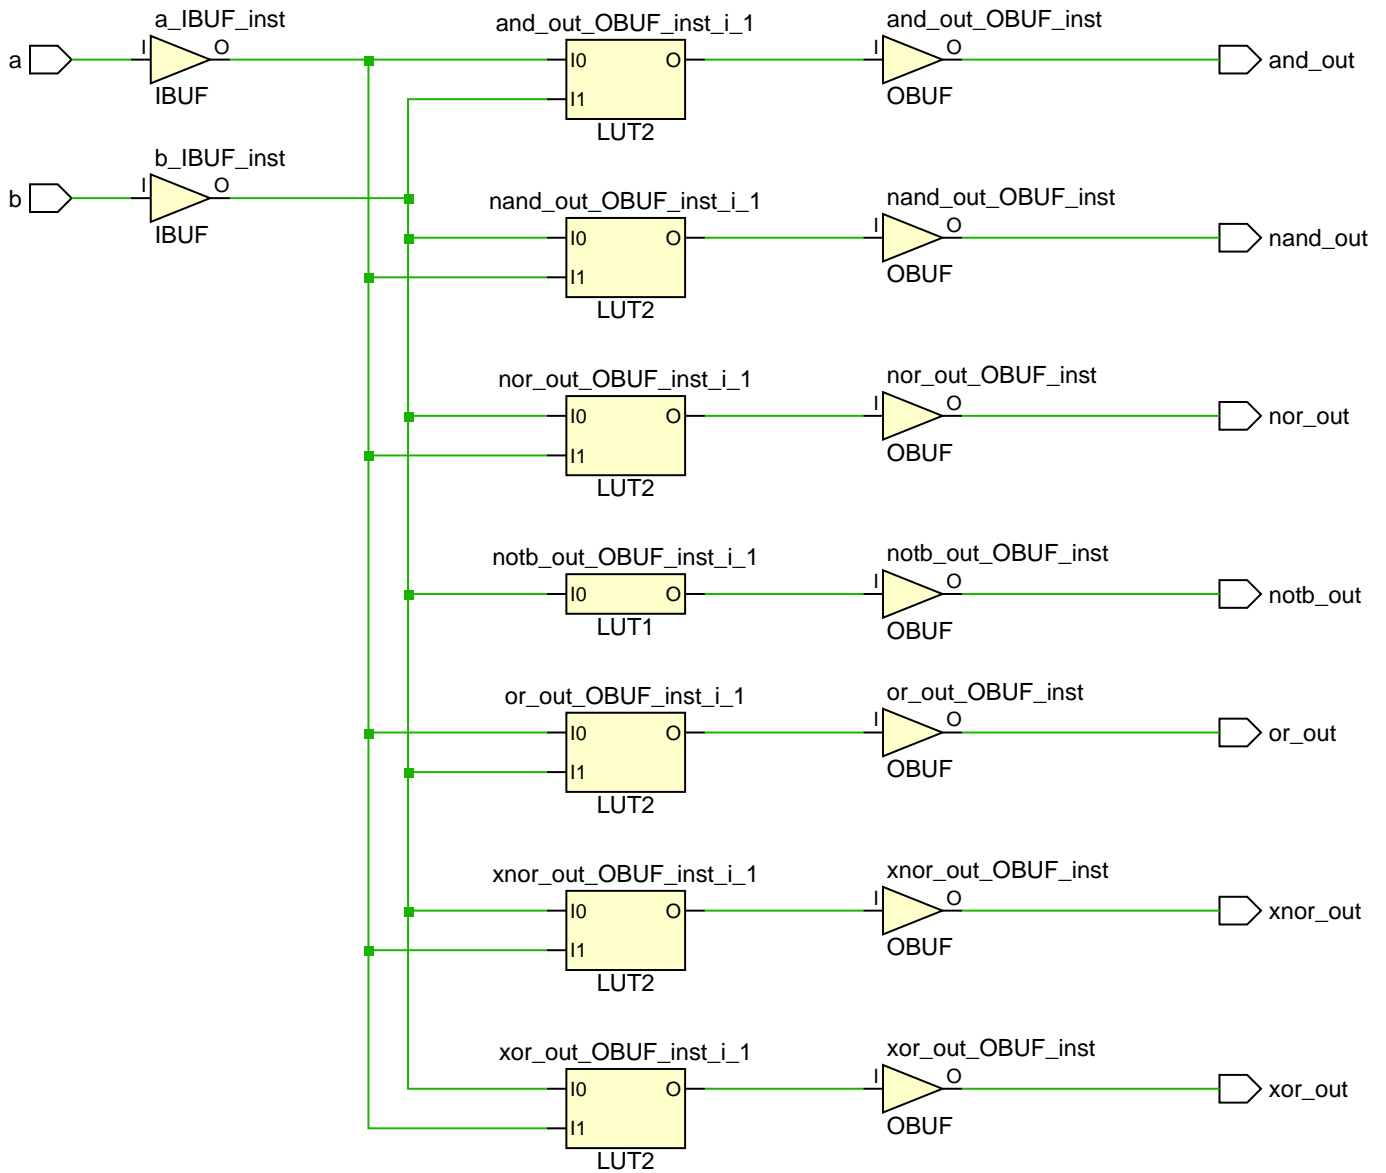 a_IBUF_inst
and_out_OBUF_inst_i_1
and_out_OBUF_inst
a
I
O
I0
O
I
O
and_out
IBUF
I1
OBUF
LUT2
b_IBUF_inst
b
I
O
nand_out_OBUF_inst_i_1
nand_out_OBUF_inst
IBUF
I0
O
I
O
nand_out
I1
OBUF
LUT2
nor_out_OBUF_inst_i_1
nor_out_OBUF_inst
I0
O
I
O
nor_out
I1
OBUF
LUT2
notb_out_OBUF_inst_i_1
notb_out_OBUF_inst
I0
O
I
O
notb_out
LUT1
OBUF
or_out_OBUF_inst_i_1
or_out_OBUF_inst
I0
O
I
O
or_out
I1
OBUF
LUT2
xnor_out_OBUF_inst_i_1
xnor_out_OBUF_inst
I0
O
I
O
xnor_out
I1
OBUF
LUT2
xor_out_OBUF_inst_i_1
xor_out_OBUF_inst
I0
O
I
O
xor_out
I1
OBUF
LUT2